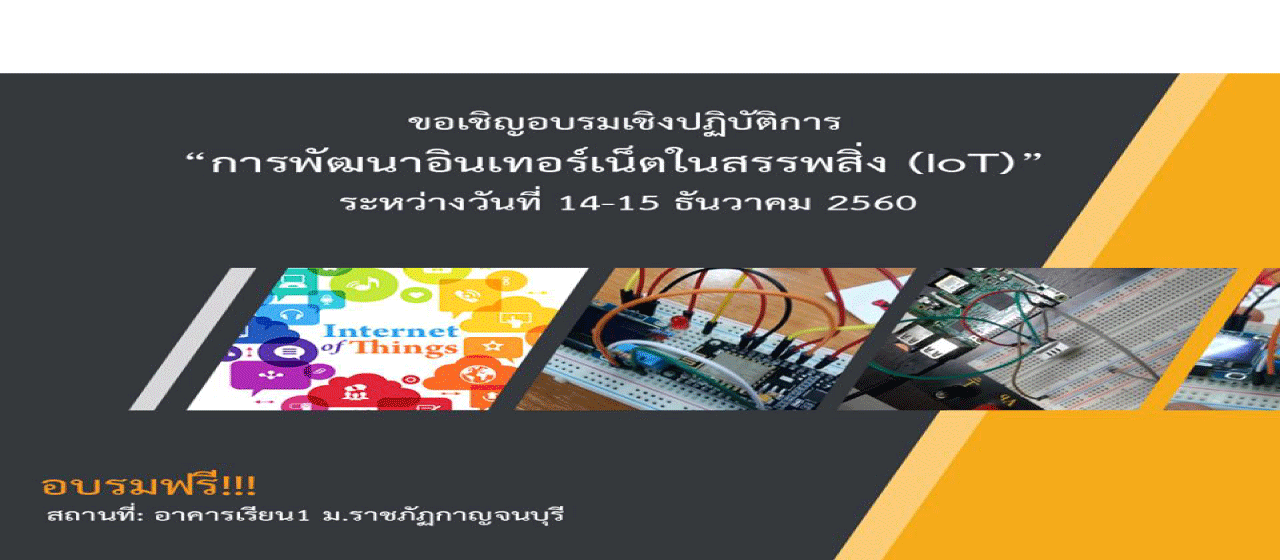 ขอเชิญอบรมเชิงปฏิบัติการ
“การพัฒนาอินเทอร์เน็ตในสรรพสิ่ง (IoT)”
ระหว่างวันที่ 14-15 ธันวาคม 2560
Internet
of Things
อบรมฟรี!!!
สถานที่: อาคารเรียน1 ม.ราชภัฏกาญจนบุรี